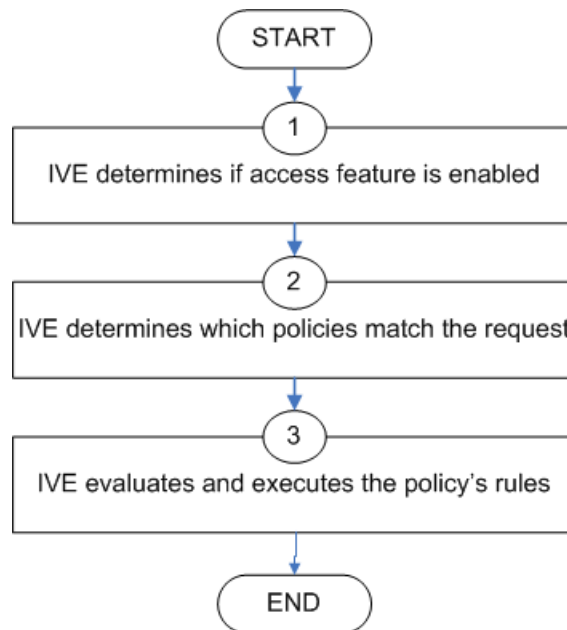 START
1
IVE determines if access feature is enabled
2
IVE determines which policies match the request
3
IVE evaluates and executes the policy's rules
END